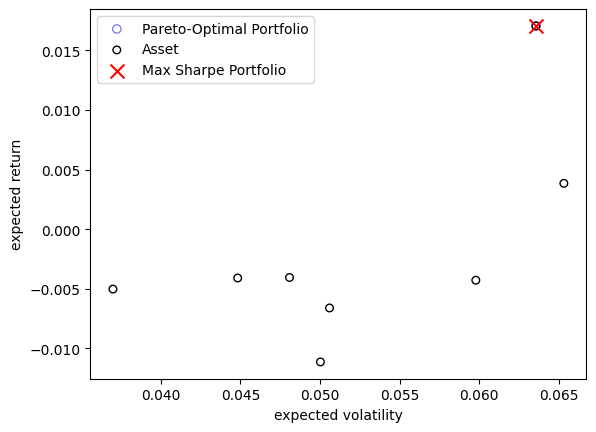 Pareto-Optimal Portfolio
Asset
Max Sharpe Portfolio
0.015
0.010
0.005
0.000
−0.005
−0.010
expected return
0.040 0.045 0.050 0.055 0.060 0.065
expected volatility